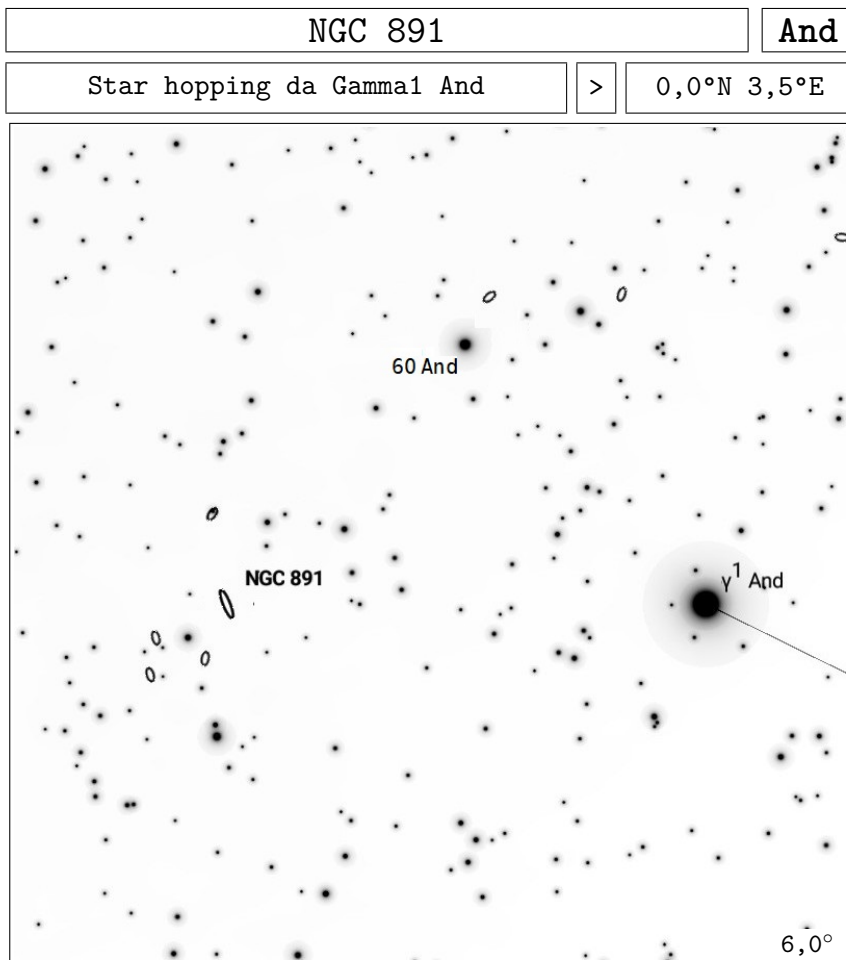 NGC 891
And
Star hopping da Gamma1 And
>
0,0°N 3,5°E
60 And
NGC 891
γ¹ And
6,0°